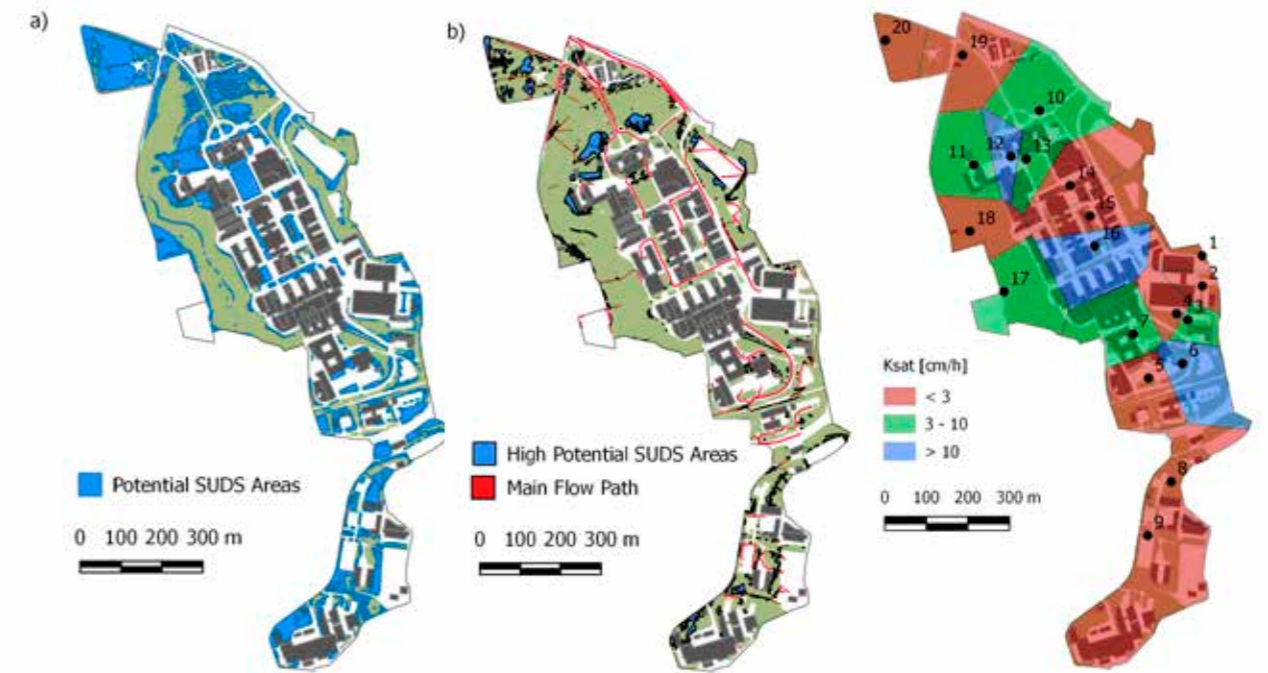 a)
Potential SUDS Areas
0 100 200 300 m
b)
High Potential SUDS Areas
Main Flow Path
0 100 200 300 m
20
19
10
11
12
13
14
15
16
18
17
1
2
4
3
7
6
5
8
9
Ksat [cm/h]
< 3
3 - 10
> 10
0 100 200 300 m